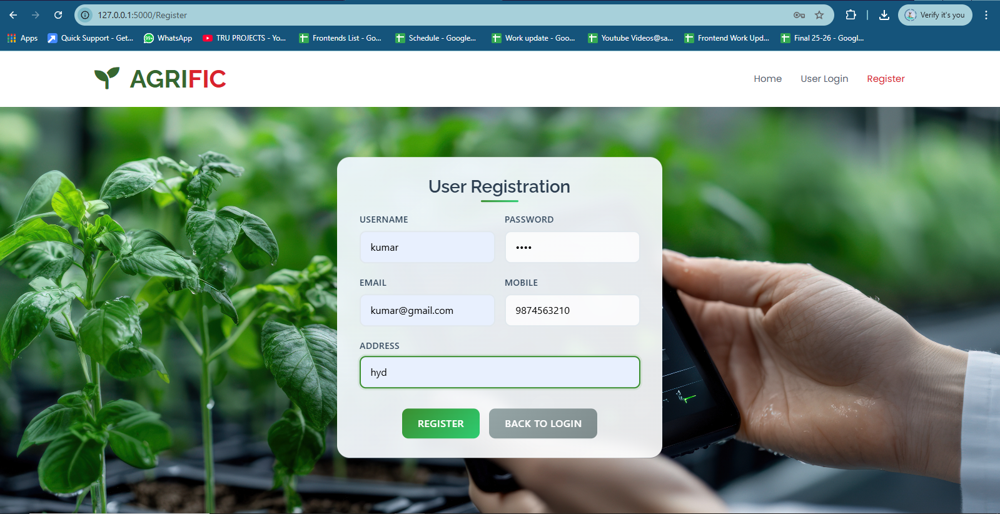 127.0.0.1:5000/Register
Verify it's you
Apps
Quick Support - Get...
99+
WhatsApp
TRU PROJECTS - Yo...
Frontends List - Go...
Schedule - Google...
Work update - Goo...
Youtube Videos@sa...
Frontend Work Upd...
Final 25-26 - Googl...
AGRIFIC
Home
User Login
Register
User Registration
USERNAME
PASSWORD
kumar
••••
EMAIL
MOBILE
kumar@gmail.com
9874563210
ADDRESS
hyd
REGISTER
BACK TO LOGIN